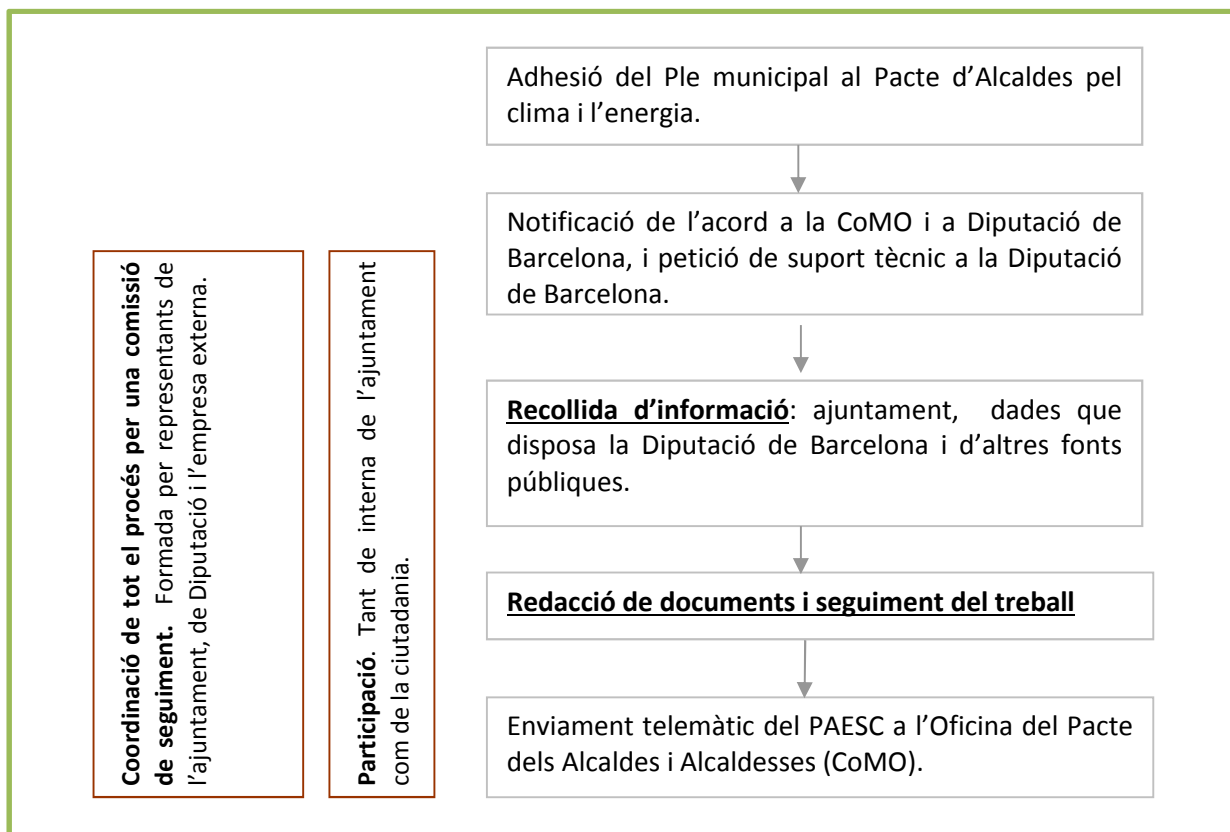 Adhesió del Ple municipal al Pacte d’Alcaldes pel
clima i l’energia.
Notificació de l’acord a la CoMO i a Diputació de
Barcelona, i petició de suport tècnic a la Diputació
de Barcelona.
Recollida d’informació: ajuntament, dades que
disposa la Diputació de Barcelona i d’altres fonts
públiques.
Redacció de documents i seguiment del treball
Enviament telemàtic del PAESC a l’Oficina del Pacte
dels Alcaldes i Alcaldesses (CoMO).
Coordinació de tot el procés per una comissió
de seguiment. Formada per representants de
l’ajuntament, de Diputació i l’empresa externa.
Participació. Tant de interna de l’ajuntament
com de la ciutadania.